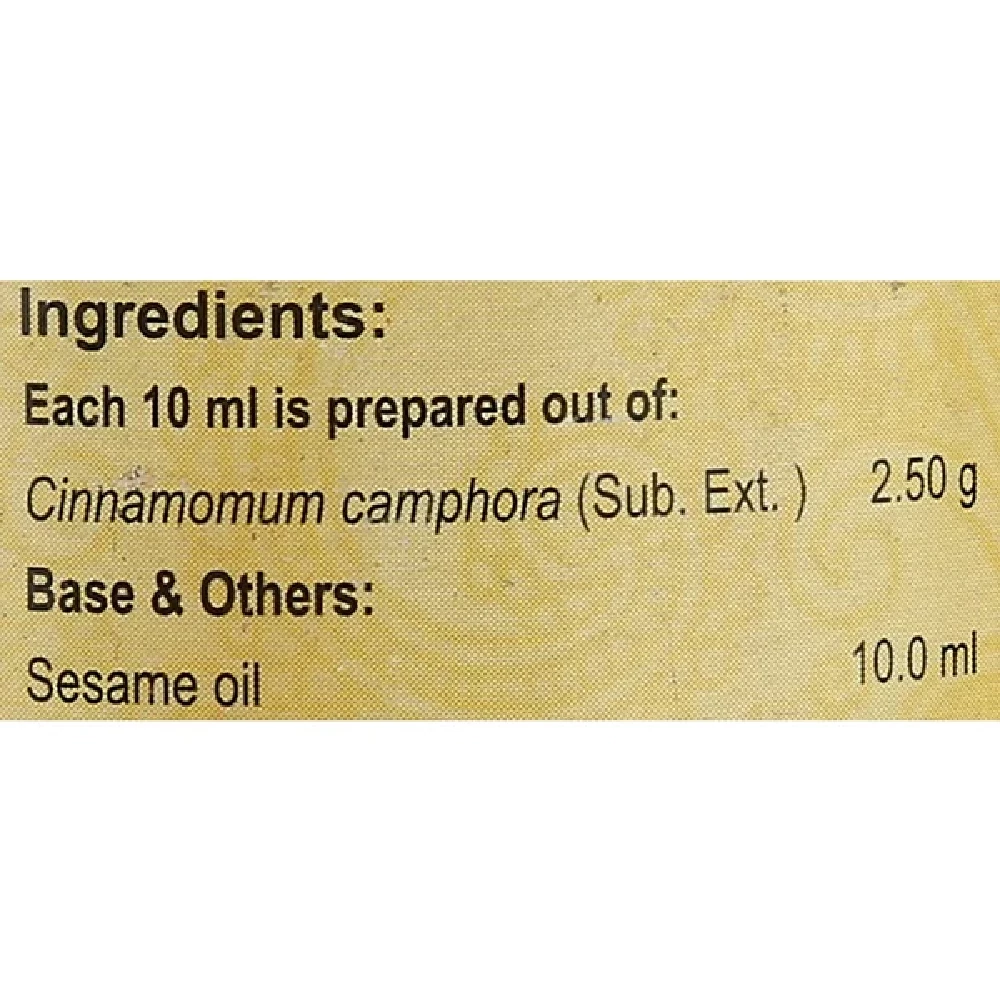 Ingredients:
Each 10 ml is prepared out of:
Cinnamomum camphora (Sub. Ext. ) 2.50 g
Base & Others:
Sesame oil 10.0 ml